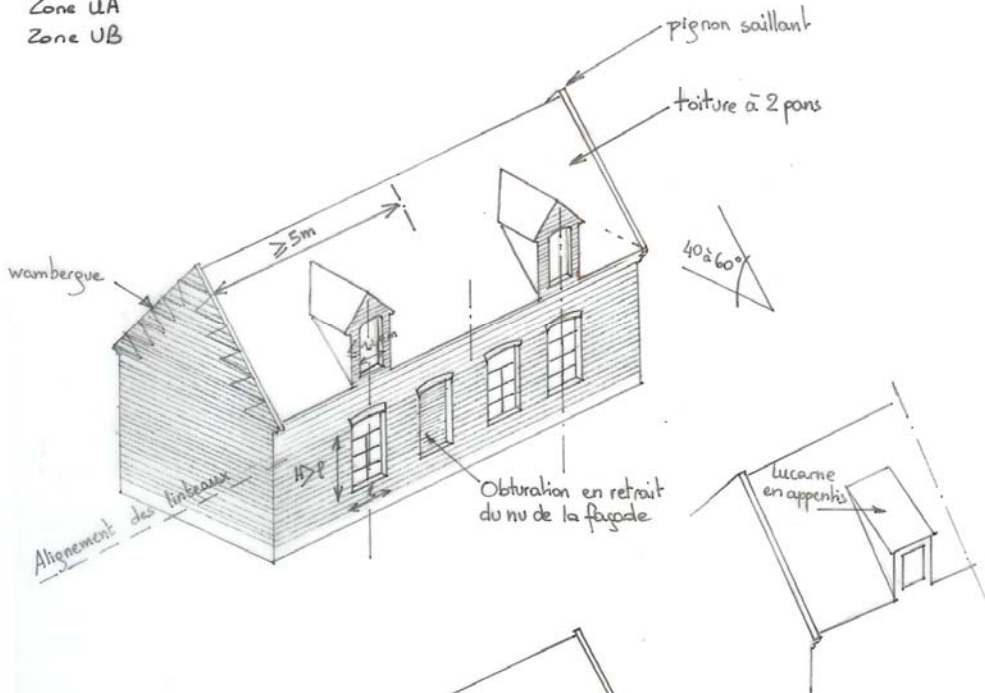 Zone UA
Zone UB
pignon saillant
toiture à 2 pans
≥5m
wambergue
40 à 60°
H>l
l
Obturation en retrait
du nu de la façade
Alignement des linteaux
lucarne
en appentis